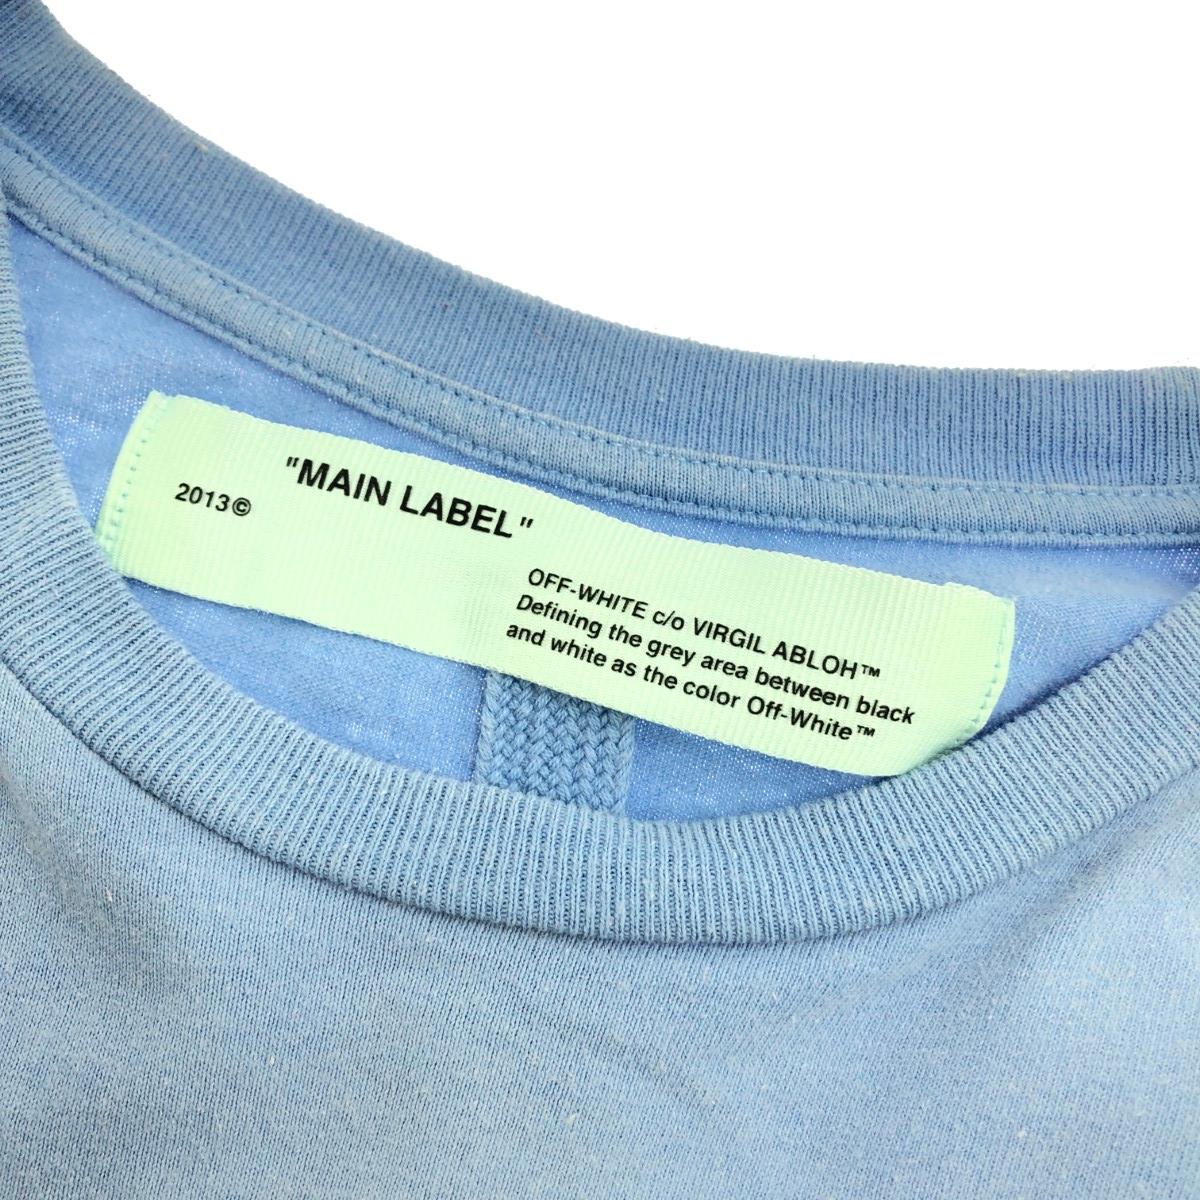 "MAIN LABEL"
2013©
OFF-WHITE c/o VIRGIL ABLOH™
Defining the grey area between black
and white as the color Off-White™